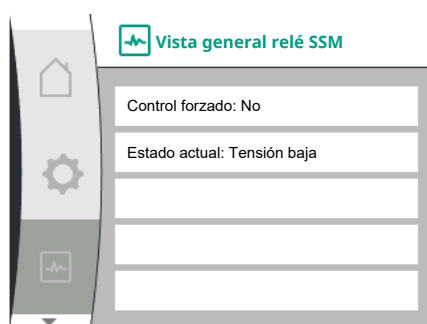 Vista general relé SSM
Control forzado: No
Estado actual: Tensión baja